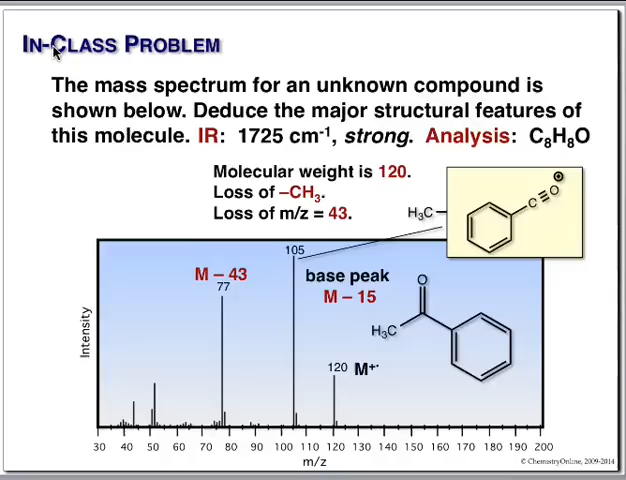 IN-CLASS PROBLEM
The mass spectrum for an unknown compound is
shown below. Deduce the major structural features of
this molecule. IR: 1725 cm⁻¹, strong. Analysis: C₈H₈O
Molecular weight is 120.
Loss of –CH₃.
Loss of m/z = 43.
H₃C
C≡O
105
M – 43
77
base peak
M – 15
O
H₃C
120 M⁺·
Intensity
30 40 50 60 70 80 90 100 110 120 130 140 150 160 170 180 190 200
m/z
© ChemistryOnline, 2009-2014